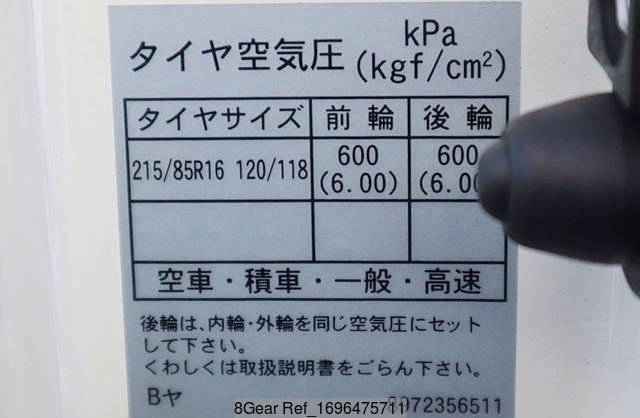 タイヤ空気圧 kPa
(kgf/cm²)
タイヤサイズ 前輪 後輪
215/85R16 120/118 600 600
(6.00)
空車・積車・一般・高速
後輪は、内輪・外輪を同じ空気圧にセット
して下さい。
くわしくは取扱説明書をごらん下さい。
Bヤ
8Gear Ref_1696475711